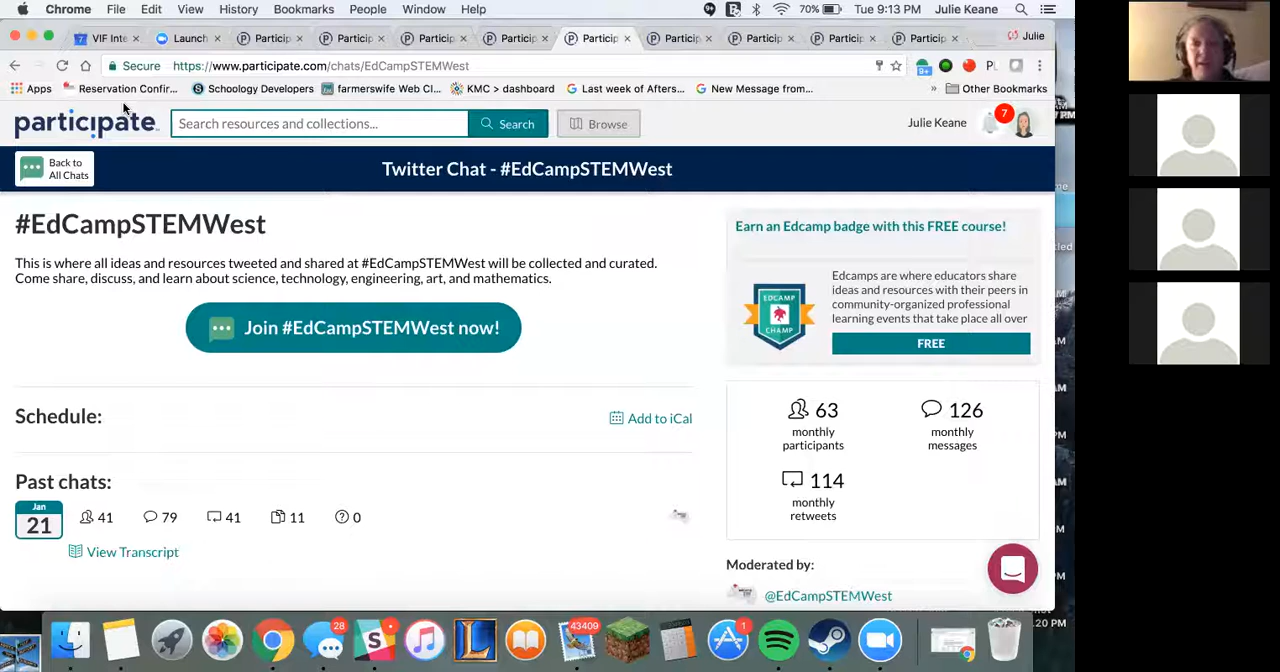 Chrome File Edit View History Bookmarks People Window Help 9+ 70% Tue 9:13 PM Julie Keane
VIF Inte × Launch × Particip × Particip × Particip × Particip × Particip × Particip × Particip × Particip × Particip × Julie
Secure https://www.participate.com/chats/EdCampSTEMWest 9+
Apps Reservation Confir... Schoology Developers farmerswife Web Cl... KMC > dashboard Last week of Afters... New Message from... » Other Bookmarks
participate Search resources and collections... Search Browse Julie Keane 7
Back to
All Chats
Twitter Chat - #EdCampSTEMWest
#EdCampSTEMWest
This is where all ideas and resources tweeted and shared at #EdCampSTEMWest will be collected and curated.
Come share, discuss, and learn about science, technology, engineering, art, and mathematics.
Join #EdCampSTEMWest now!
Schedule:
Add to iCal
Past chats:
Jan
21
41 79 41 11 0
View Transcript
Earn an Edcamp badge with this FREE course!
EDCAMP
CHAMP
Edcamps are where educators share
ideas and resources with their peers in
community-organized professional
learning events that take place all over
FREE
63
monthly
participants
126
monthly
messages
114
monthly
retweets
Moderated by:
@EdCampSTEMWest
28
43409
1